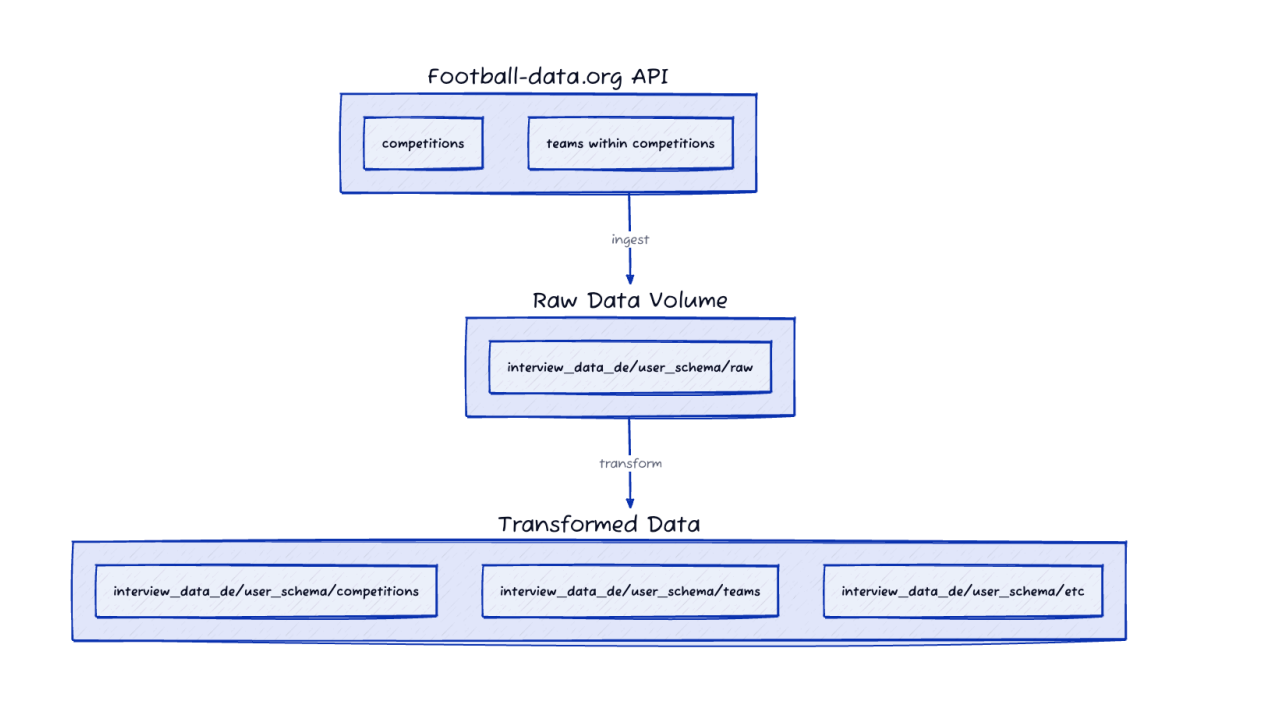 Football-data.org API
competitions
teams within competitions
ingest
Raw Data Volume
interview_data_de/user_schema/raw
transform
Transformed Data
interview_data_de/user_schema/competitions
interview_data_de/user_schema/teams
interview_data_de/user_schema/etc